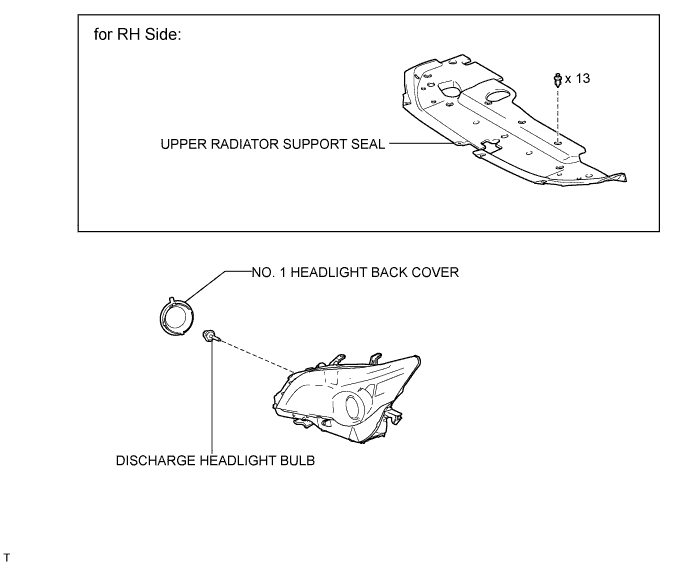 for RH Side:
x 13
UPPER RADIATOR SUPPORT SEAL
NO. 1 HEADLIGHT BACK COVER
DISCHARGE HEADLIGHT BULB
T